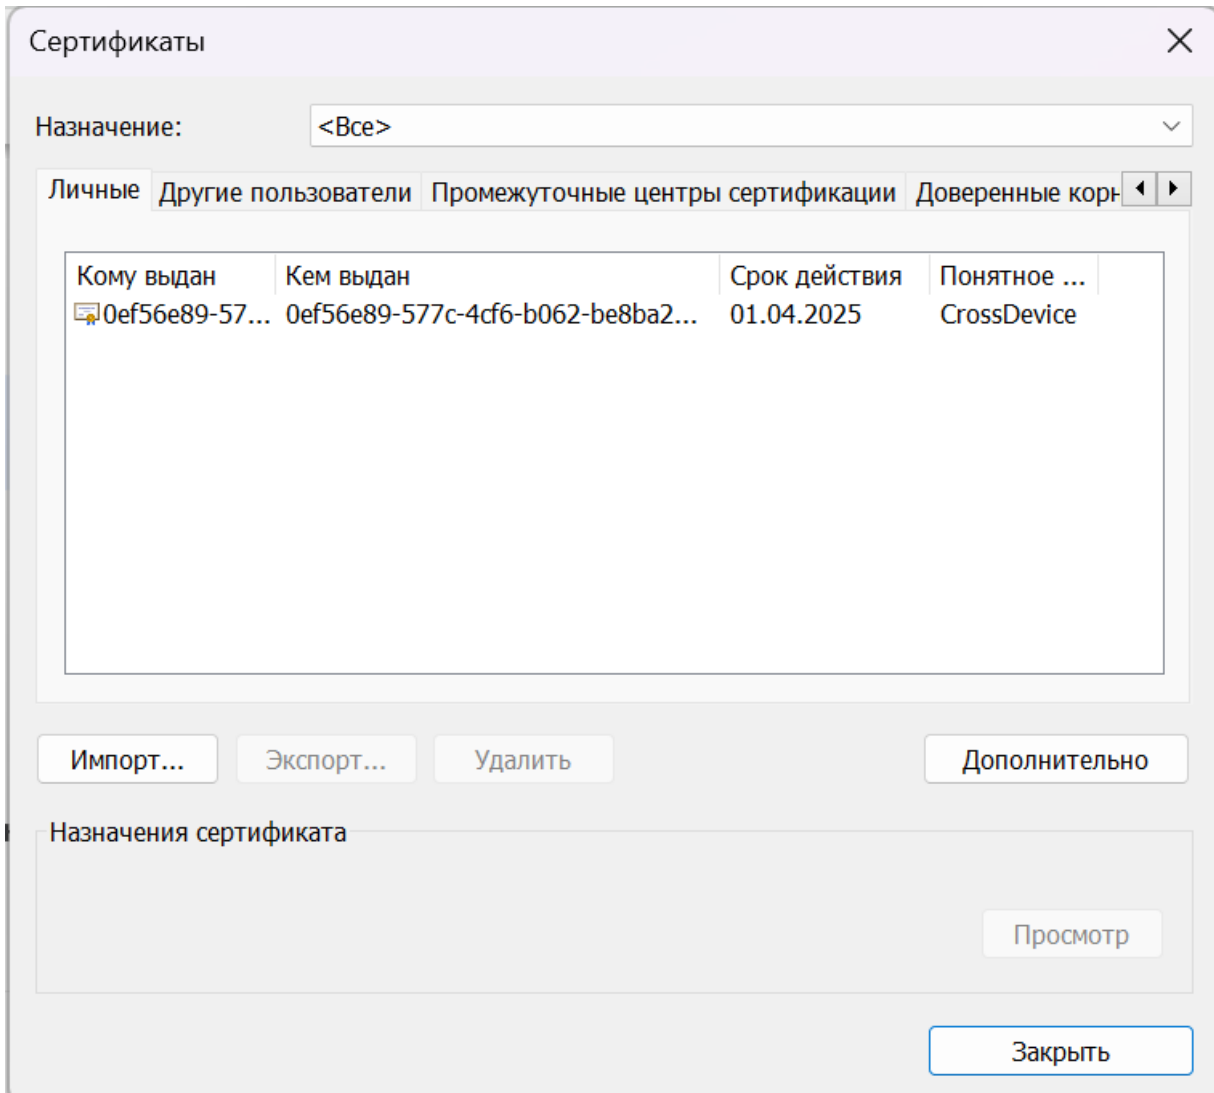 Сертификаты
Назначение: <Все>
Личные Другие пользователи Промежуточные центры сертификации Доверенные корн
Кому выдан Кем выдан Срок действия Понятное ...
0ef56e89-57... 0ef56e89-577c-4cf6-b062-be8ba2... 01.04.2025 CrossDevice
Импорт... Экспорт... Удалить Дополнительно
Назначения сертификата
Просмотр
Закрыть